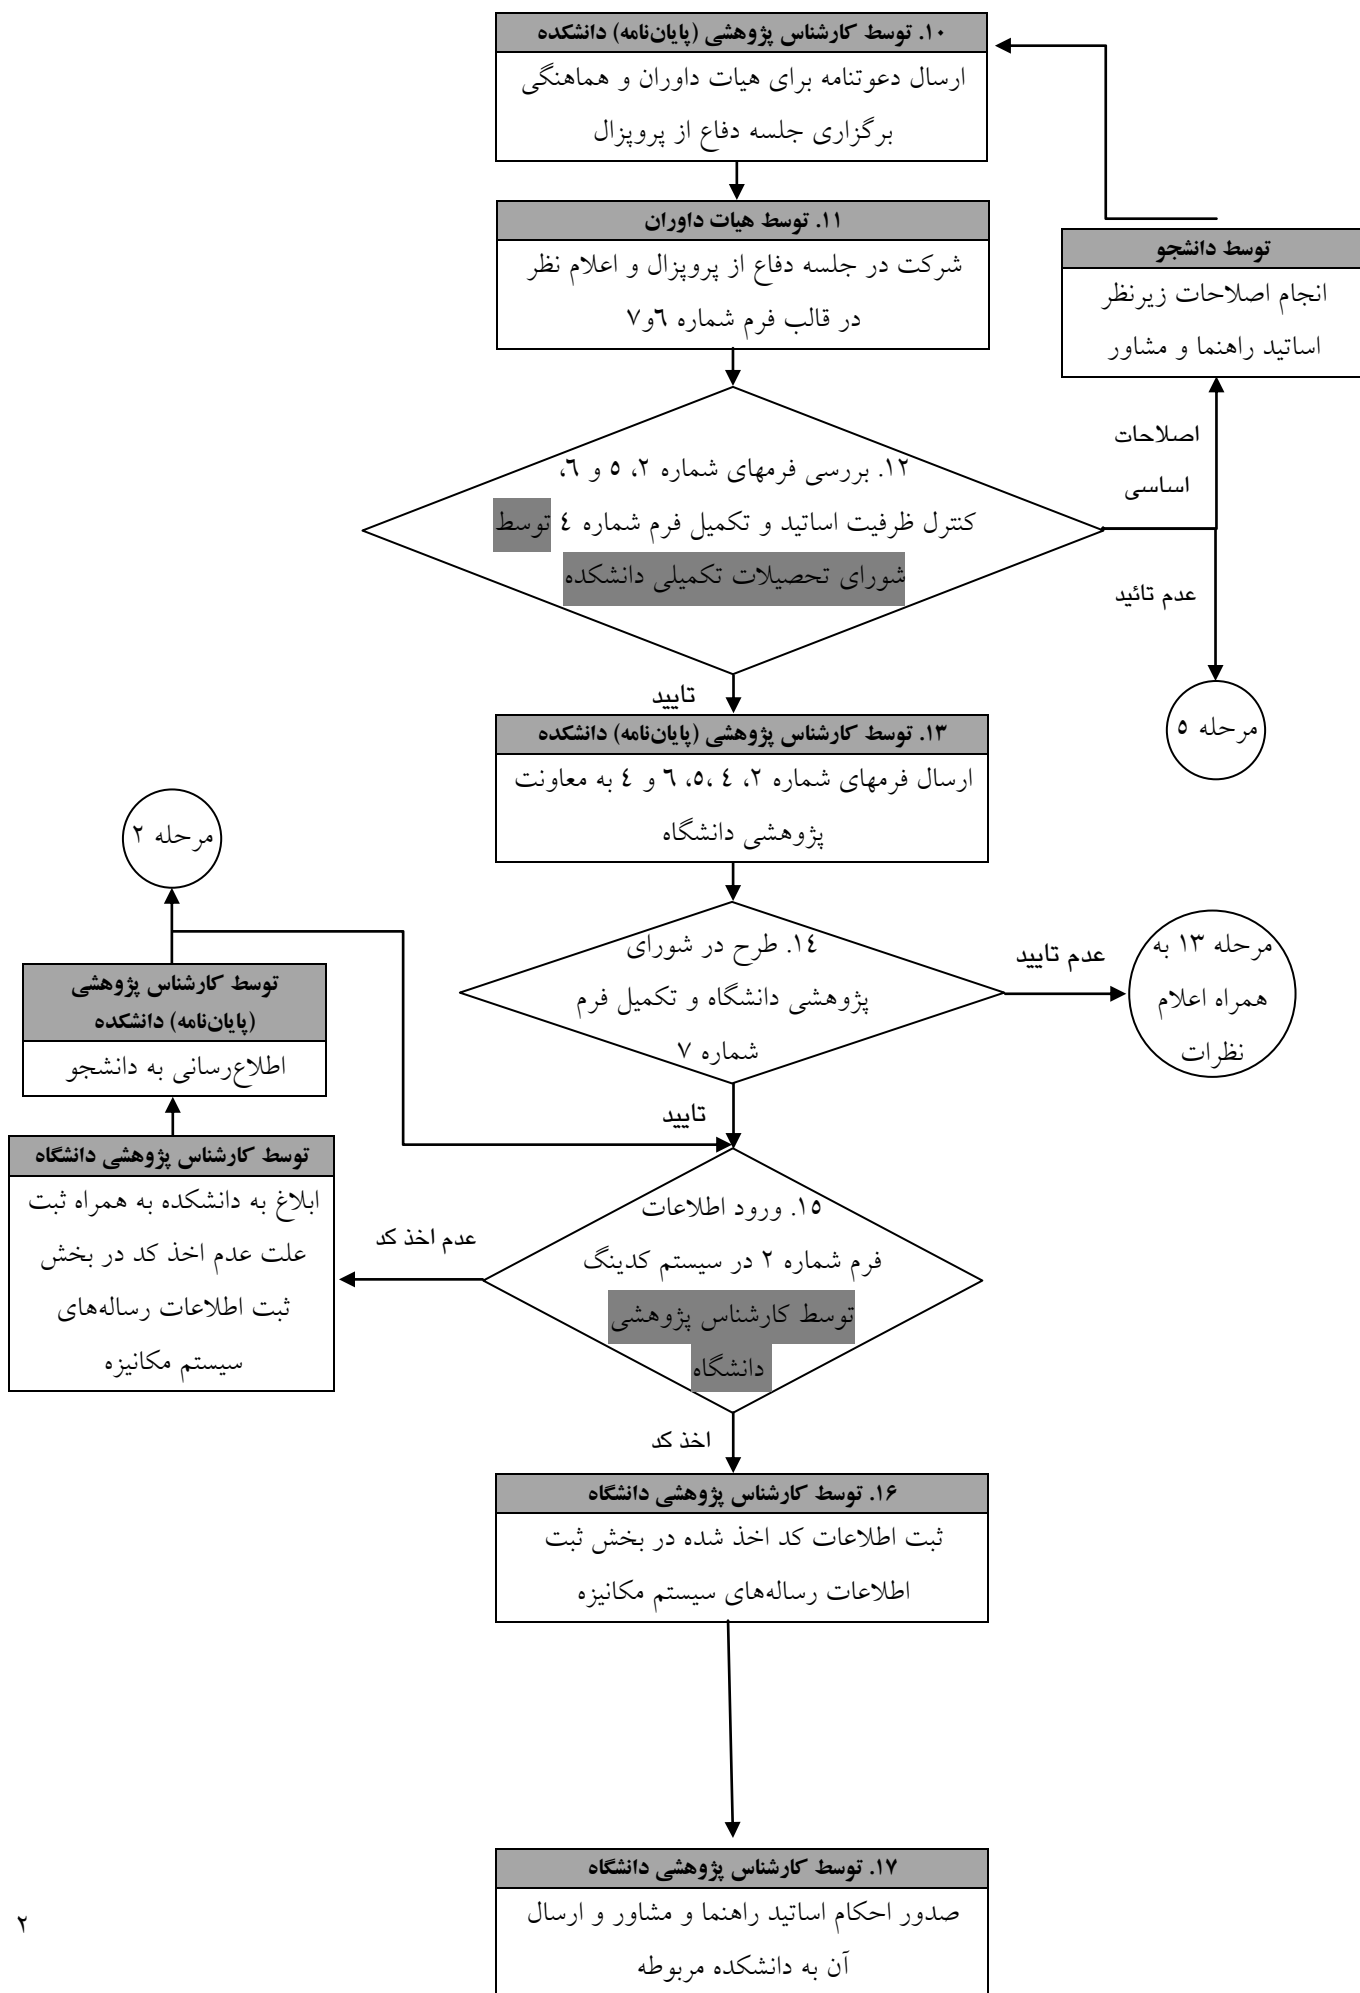 ۱۰. توسط کارشناس پژوهشی (پایان‌نامه) دانشکده
ارسال دعوتنامه برای هیات داوران و هماهنگی
برگزاری جلسه دفاع از پروپزال
۱۱. توسط هیات داوران
شرکت در جلسه دفاع از پروپزال و اعلام نظر
در قالب فرم شماره ۶و۷
توسط دانشجو
انجام اصلاحات زیرنظر
اساتید راهنما و مشاور
اصلاحات
اساسی
۱۲. بررسی فرمهای شماره ۲، ۵ و ۶،
کنترل ظرفیت اساتید و تکمیل فرم شماره ٤ توسط
شورای تحصیلات تکمیلی دانشکده
عدم تائید
مرحله ۵
تایید
۱۳. توسط کارشناس پژوهشی (پایان‌نامه) دانشکده
ارسال فرمهای شماره ۲، ٤ ،۵، ۶ و ٤ به معاونت
پژوهشی دانشگاه
مرحله ۲
۱٤. طرح در شورای
پژوهشی دانشگاه و تکمیل فرم
شماره ۷
عدم تایید
مرحله ۱۳ به
همراه اعلام
نظرات
توسط کارشناس پژوهشی
(پایان‌نامه) دانشکده
اطلاع‌رسانی به دانشجو
تایید
توسط کارشناس پژوهشی دانشگاه
ابلاغ به دانشکده به همراه ثبت
علت عدم اخذ کد در بخش
ثبت اطلاعات رساله‌های
سیستم مکانیزه
عدم اخذ کد
۱۵. ورود اطلاعات
فرم شماره ۲ در سیستم کدینگ
توسط کارشناس پژوهشی
دانشگاه
اخذ کد
۱۶. توسط کارشناس پژوهشی دانشگاه
ثبت اطلاعات کد اخذ شده در بخش ثبت
اطلاعات رساله‌های سیستم مکانیزه
۱۷. توسط کارشناس پژوهشی دانشگاه
صدور احکام اساتید راهنما و مشاور و ارسال
آن به دانشکده مربوطه
۲